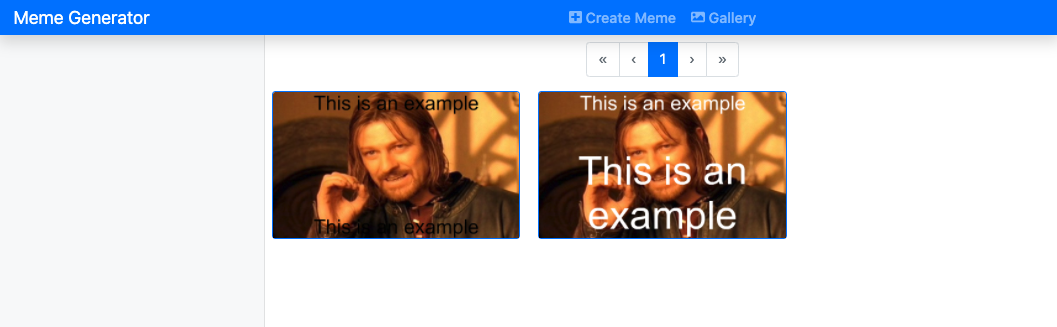 Meme Generator
Create Meme Gallery
« ‹ 1 › »
This is an example
This is an example
This is an example
This is an
example